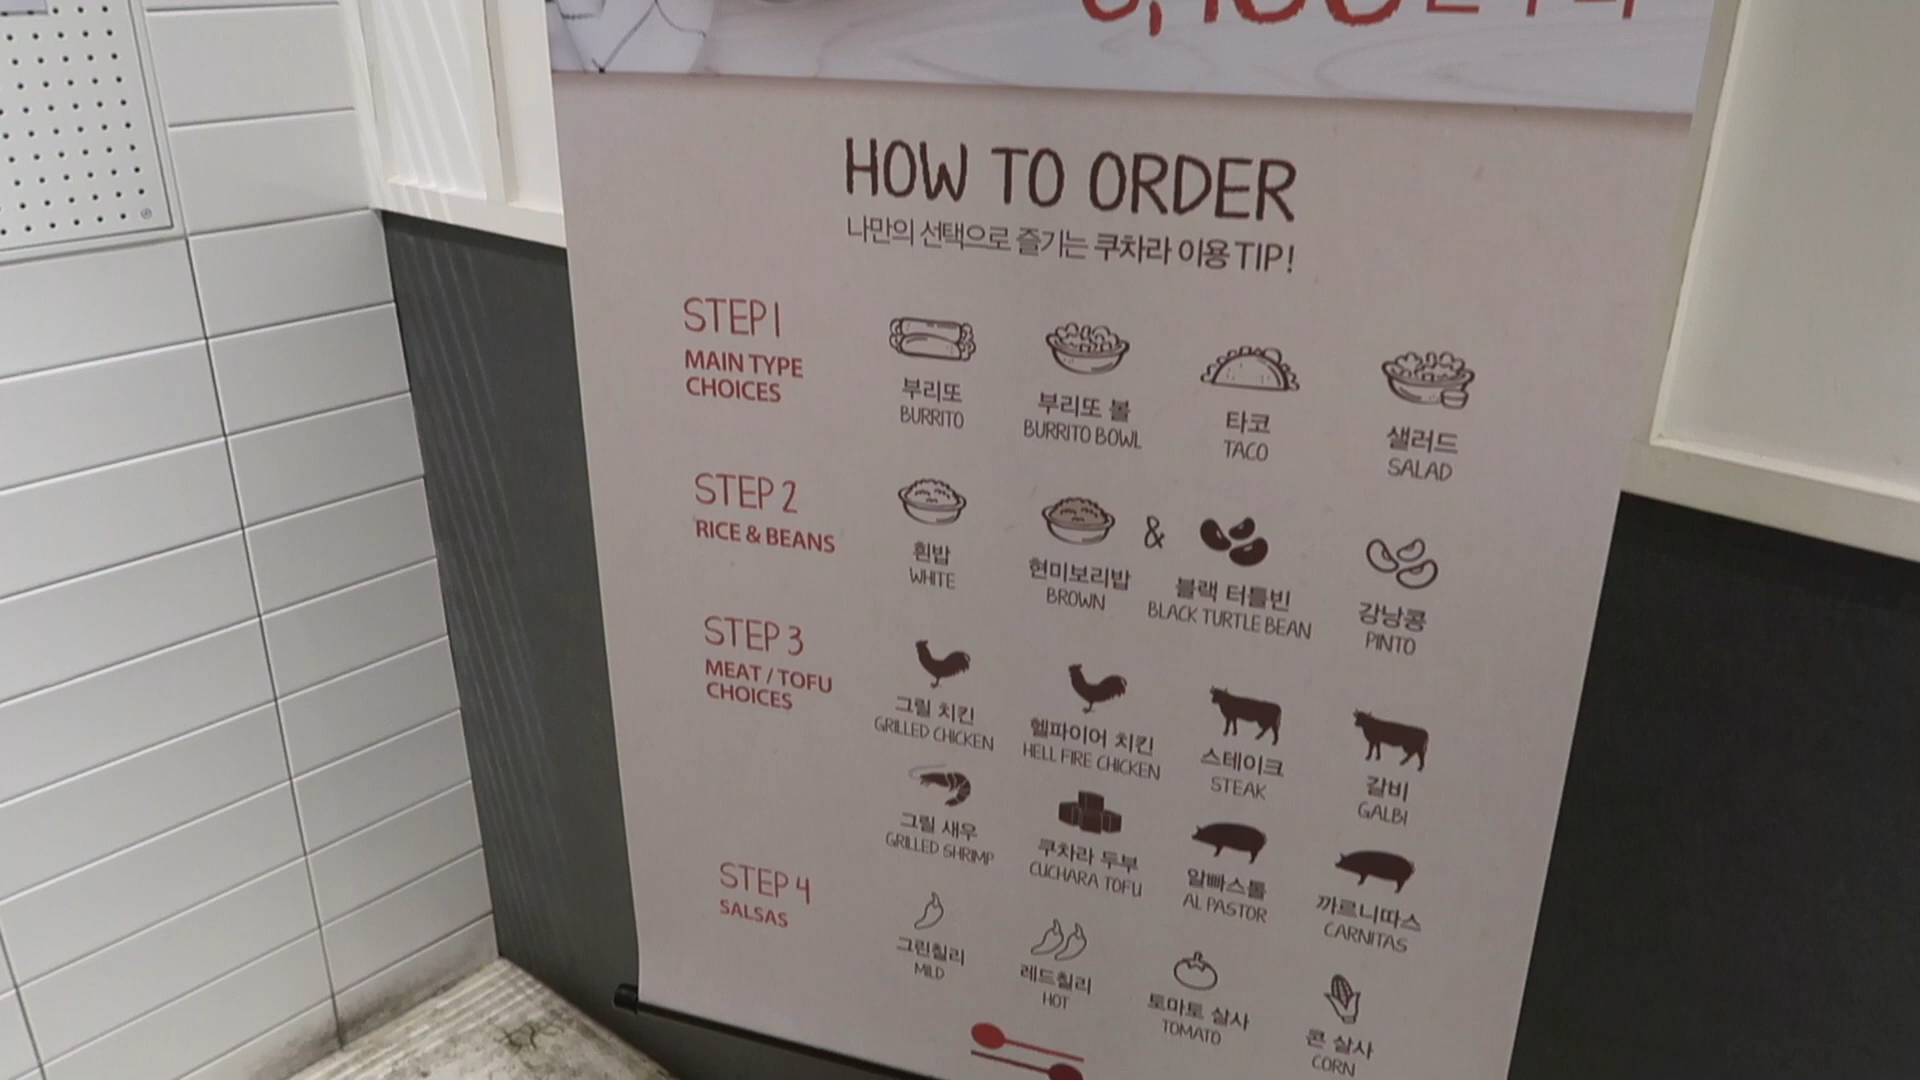 HOW TO ORDER
나만의 선택으로 즐기는 쿠차라 이용 TIP!
STEP 1
MAIN TYPE
CHOICES
부리또
BURRITO
부리또 볼
BURRITO BOWL
타코
TACO
샐러드
SALAD
STEP 2
RICE & BEANS
흰밥
WHITE
현미보리밥
BROWN
&
블랙 터틀빈
BLACK TURTLE BEAN
강낭콩
PINTO
STEP 3
MEAT / TOFU
CHOICES
그릴 치킨
GRILLED CHICKEN
헬파이어 치킨
HELL FIRE CHICKEN
스테이크
STEAK
갈비
GALBI
그릴 새우
GRILLED SHRIMP
쿠차라 두부
CUCHARA TOFU
알빠스톨
AL PASTOR
까르니따스
CARNITAS
STEP 4
SALSAS
그린칠리
MILD
레드칠리
HOT
토마토 살사
TOMATO
콘 살사
CORN